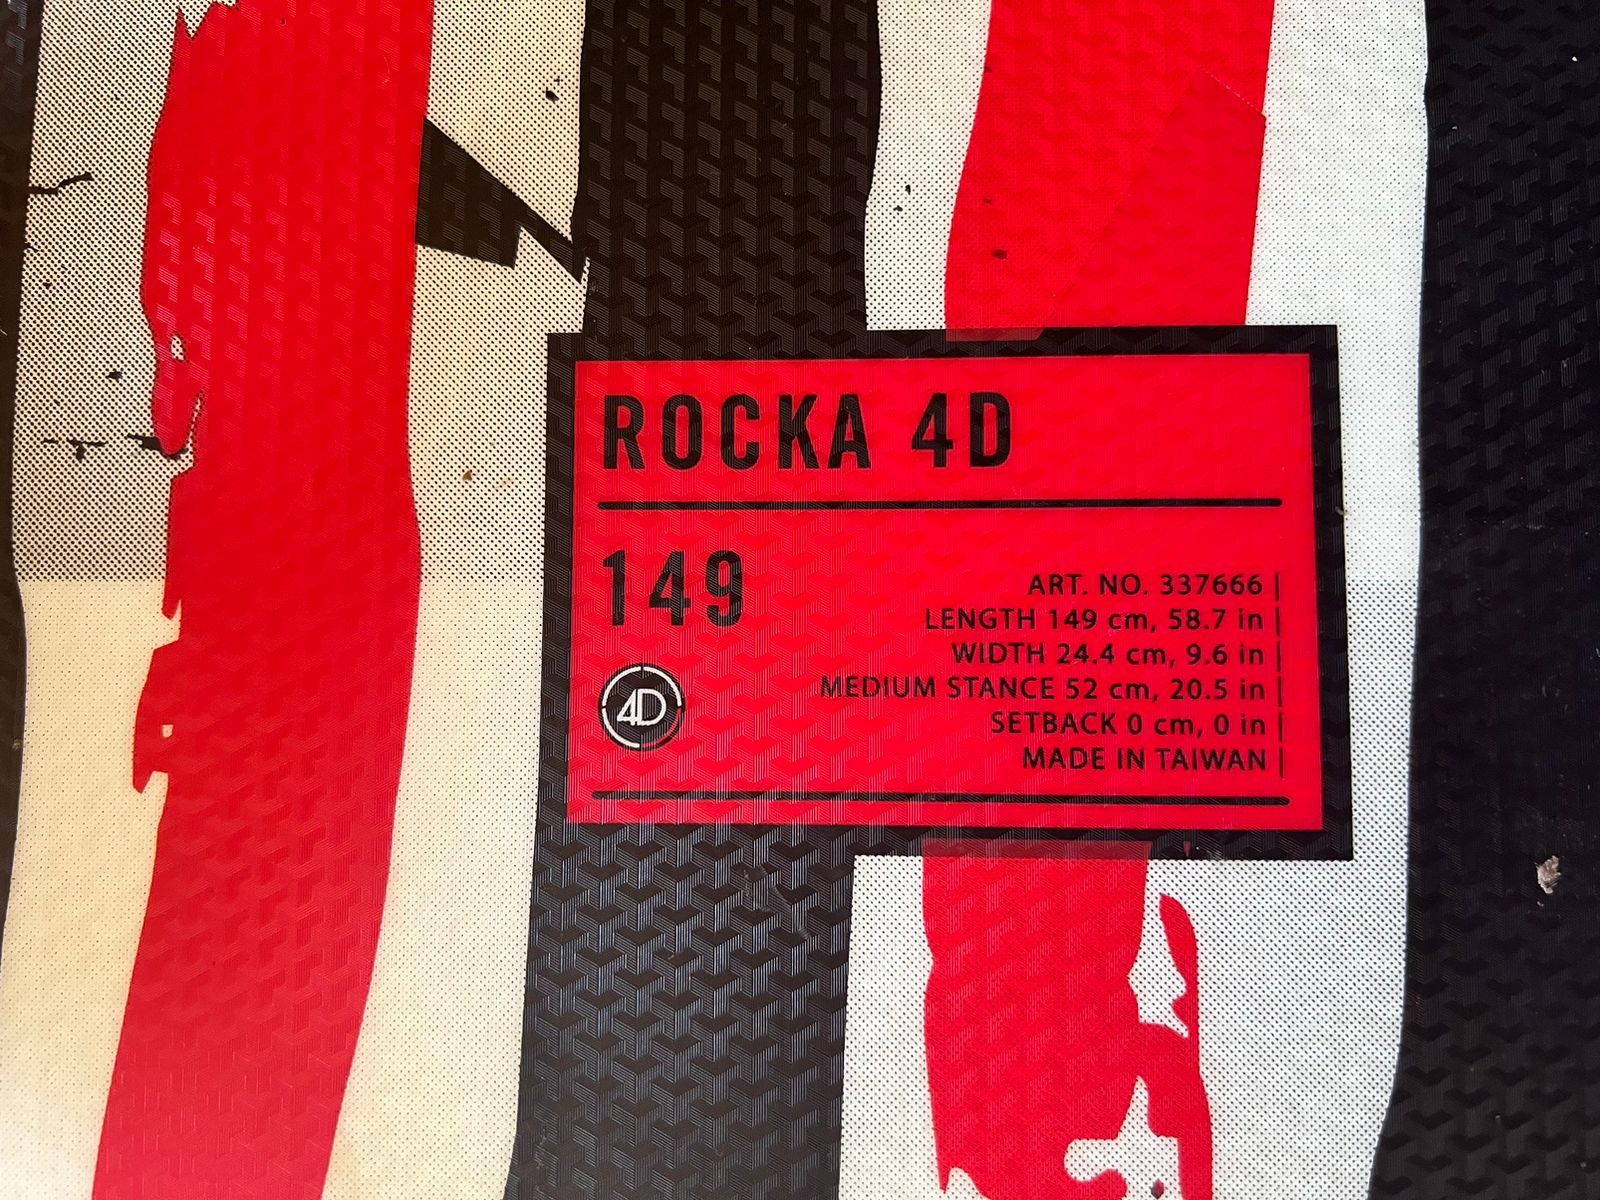 ROCKA 4D
149
4D
ART. NO. 337666
LENGTH 149 cm, 58.7 in
WIDTH 24.4 cm, 9.6 in
MEDIUM STANCE 52 cm, 20.5 in
SETBACK 0 cm, 0 in
MADE IN TAIWAN